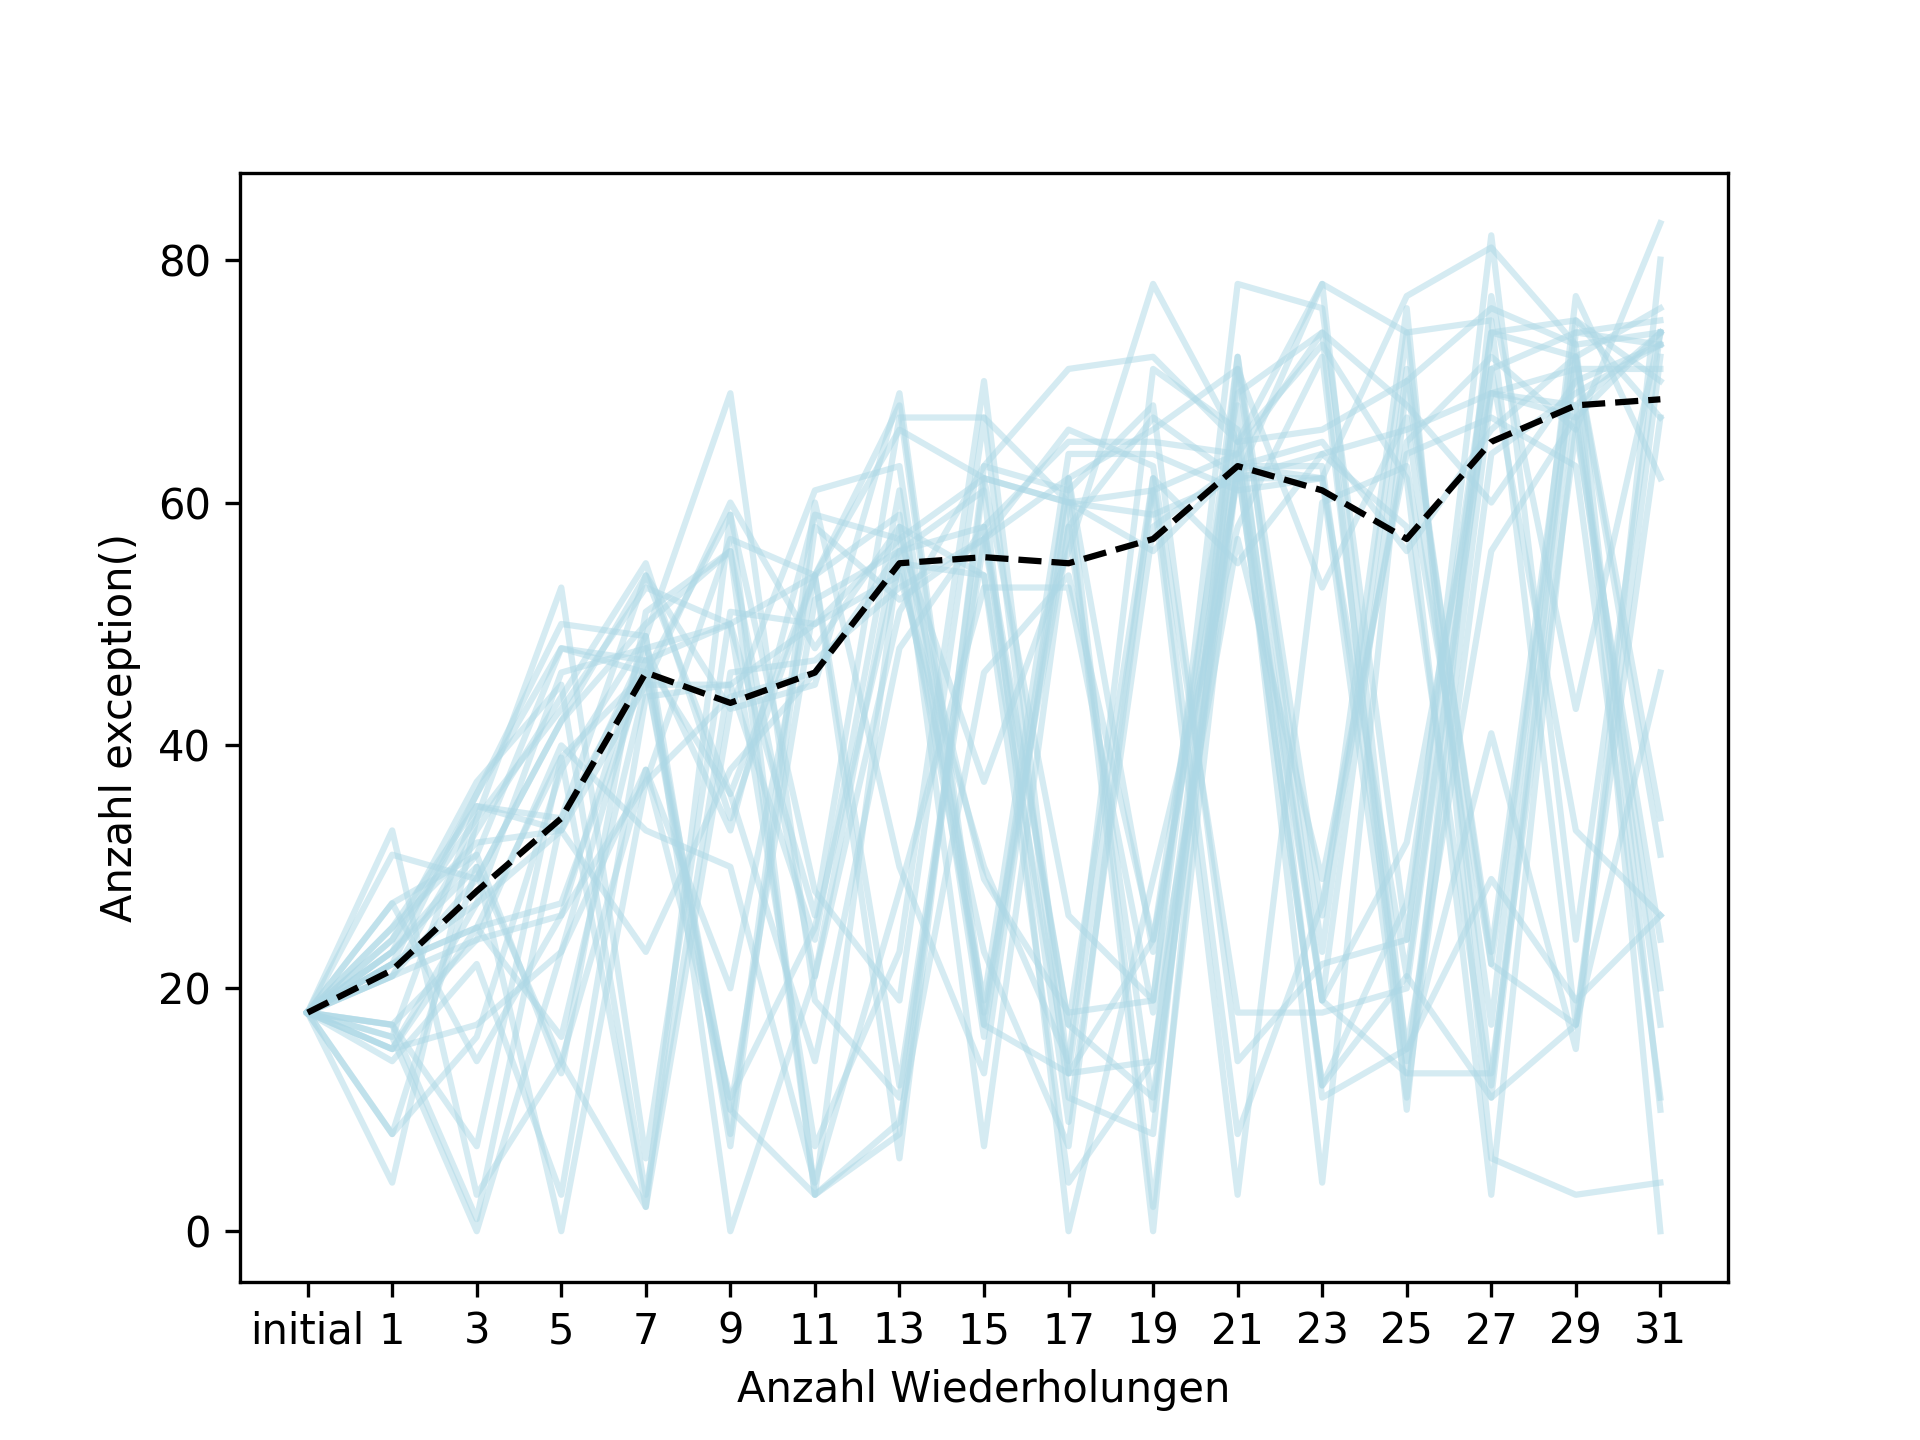 Anzahl exception()
80
60
40
20
0
initial 1 3 5 7 9 11 13 15 17 19 21 23 25 27 29 31
Anzahl Wiederholungen